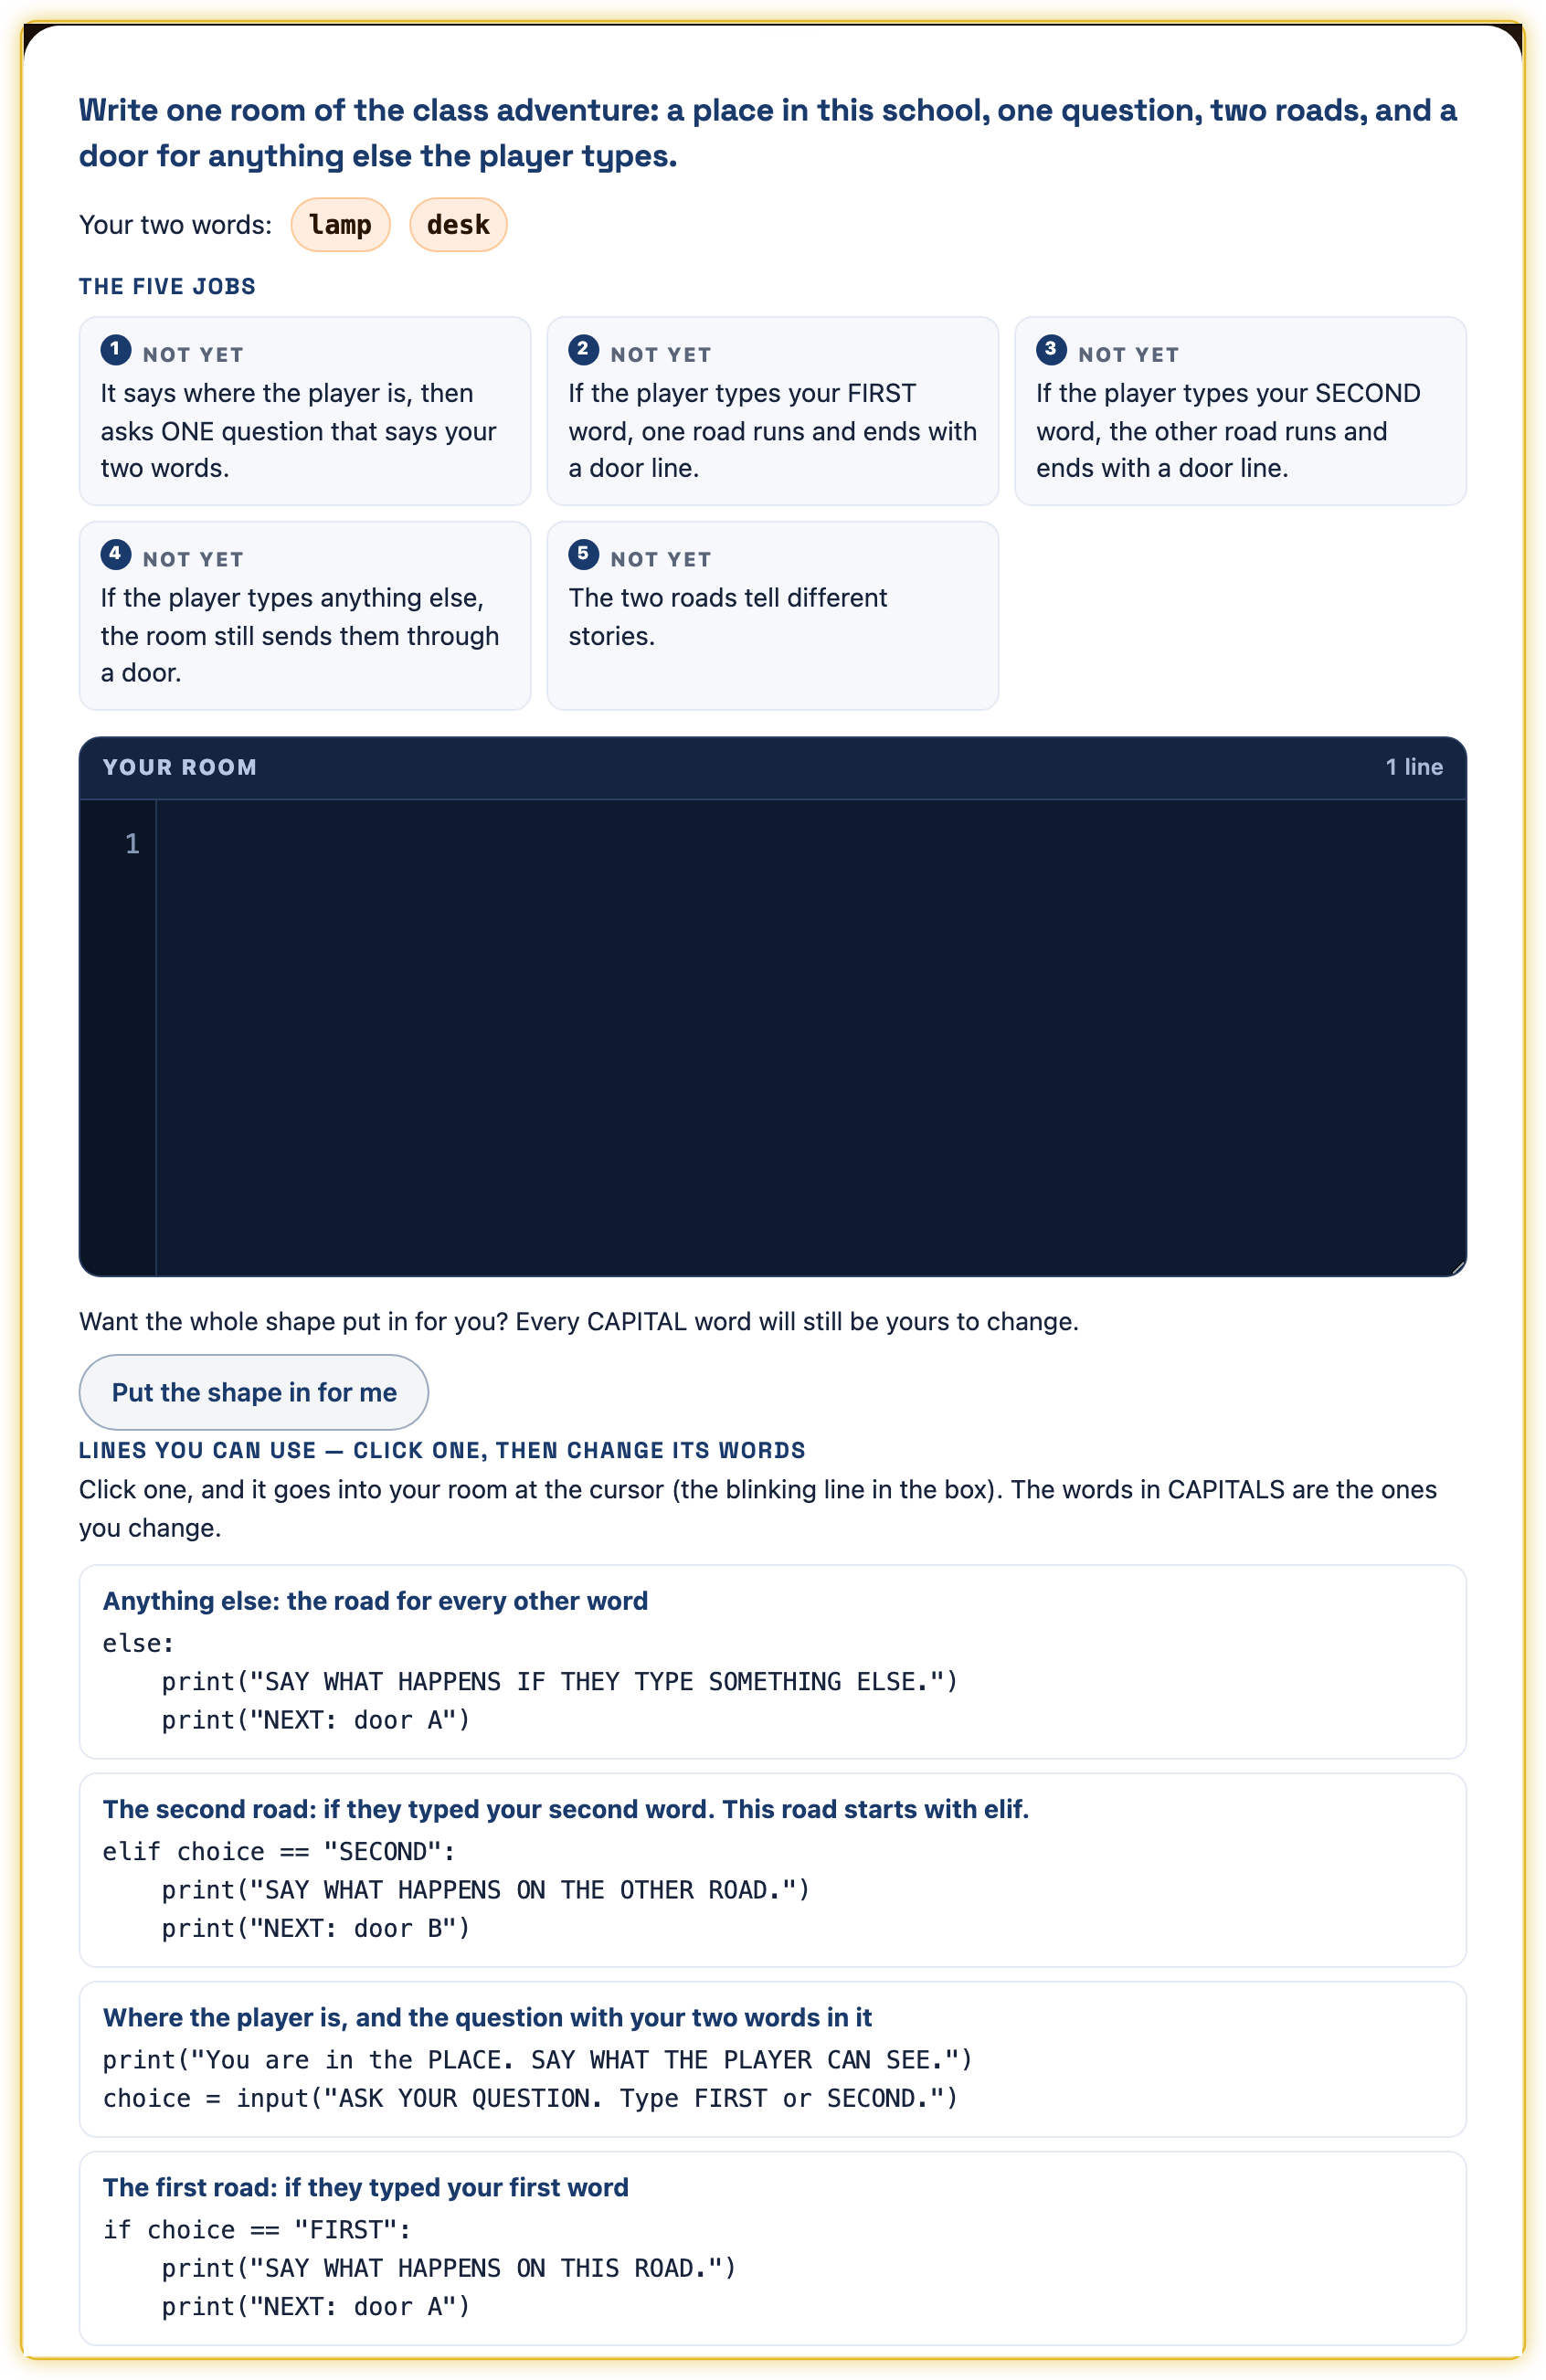 Write one room of the class adventure: a place in this school, one question, two roads, and a
door for anything else the player types.
Your two words: lamp desk
THE FIVE JOBS
1 NOT YET
It says where the player is, then
asks ONE question that says your
two words.
2 NOT YET
If the player types your FIRST
word, one road runs and ends with
a door line.
3 NOT YET
If the player types your SECOND
word, the other road runs and
ends with a door line.
4 NOT YET
If the player types anything else,
the room still sends them through
a door.
5 NOT YET
The two roads tell different
stories.
YOUR ROOM 1 line
1
Want the whole shape put in for you? Every CAPITAL word will still be yours to change.
Put the shape in for me
LINES YOU CAN USE — CLICK ONE, THEN CHANGE ITS WORDS
Click one, and it goes into your room at the cursor (the blinking line in the box). The words in CAPITALS are the ones
you change.
Anything else: the road for every other word
else:
    print("SAY WHAT HAPPENS IF THEY TYPE SOMETHING ELSE.")
    print("NEXT: door A")
The second road: if they typed your second word. This road starts with elif.
elif choice == "SECOND":
    print("SAY WHAT HAPPENS ON THE OTHER ROAD.")
    print("NEXT: door B")
Where the player is, and the question with your two words in it
print("You are in the PLACE. SAY WHAT THE PLAYER CAN SEE.")
choice = input("ASK YOUR QUESTION. Type FIRST or SECOND.")
The first road: if they typed your first word
if choice == "FIRST":
    print("SAY WHAT HAPPENS ON THIS ROAD.")
    print("NEXT: door A")